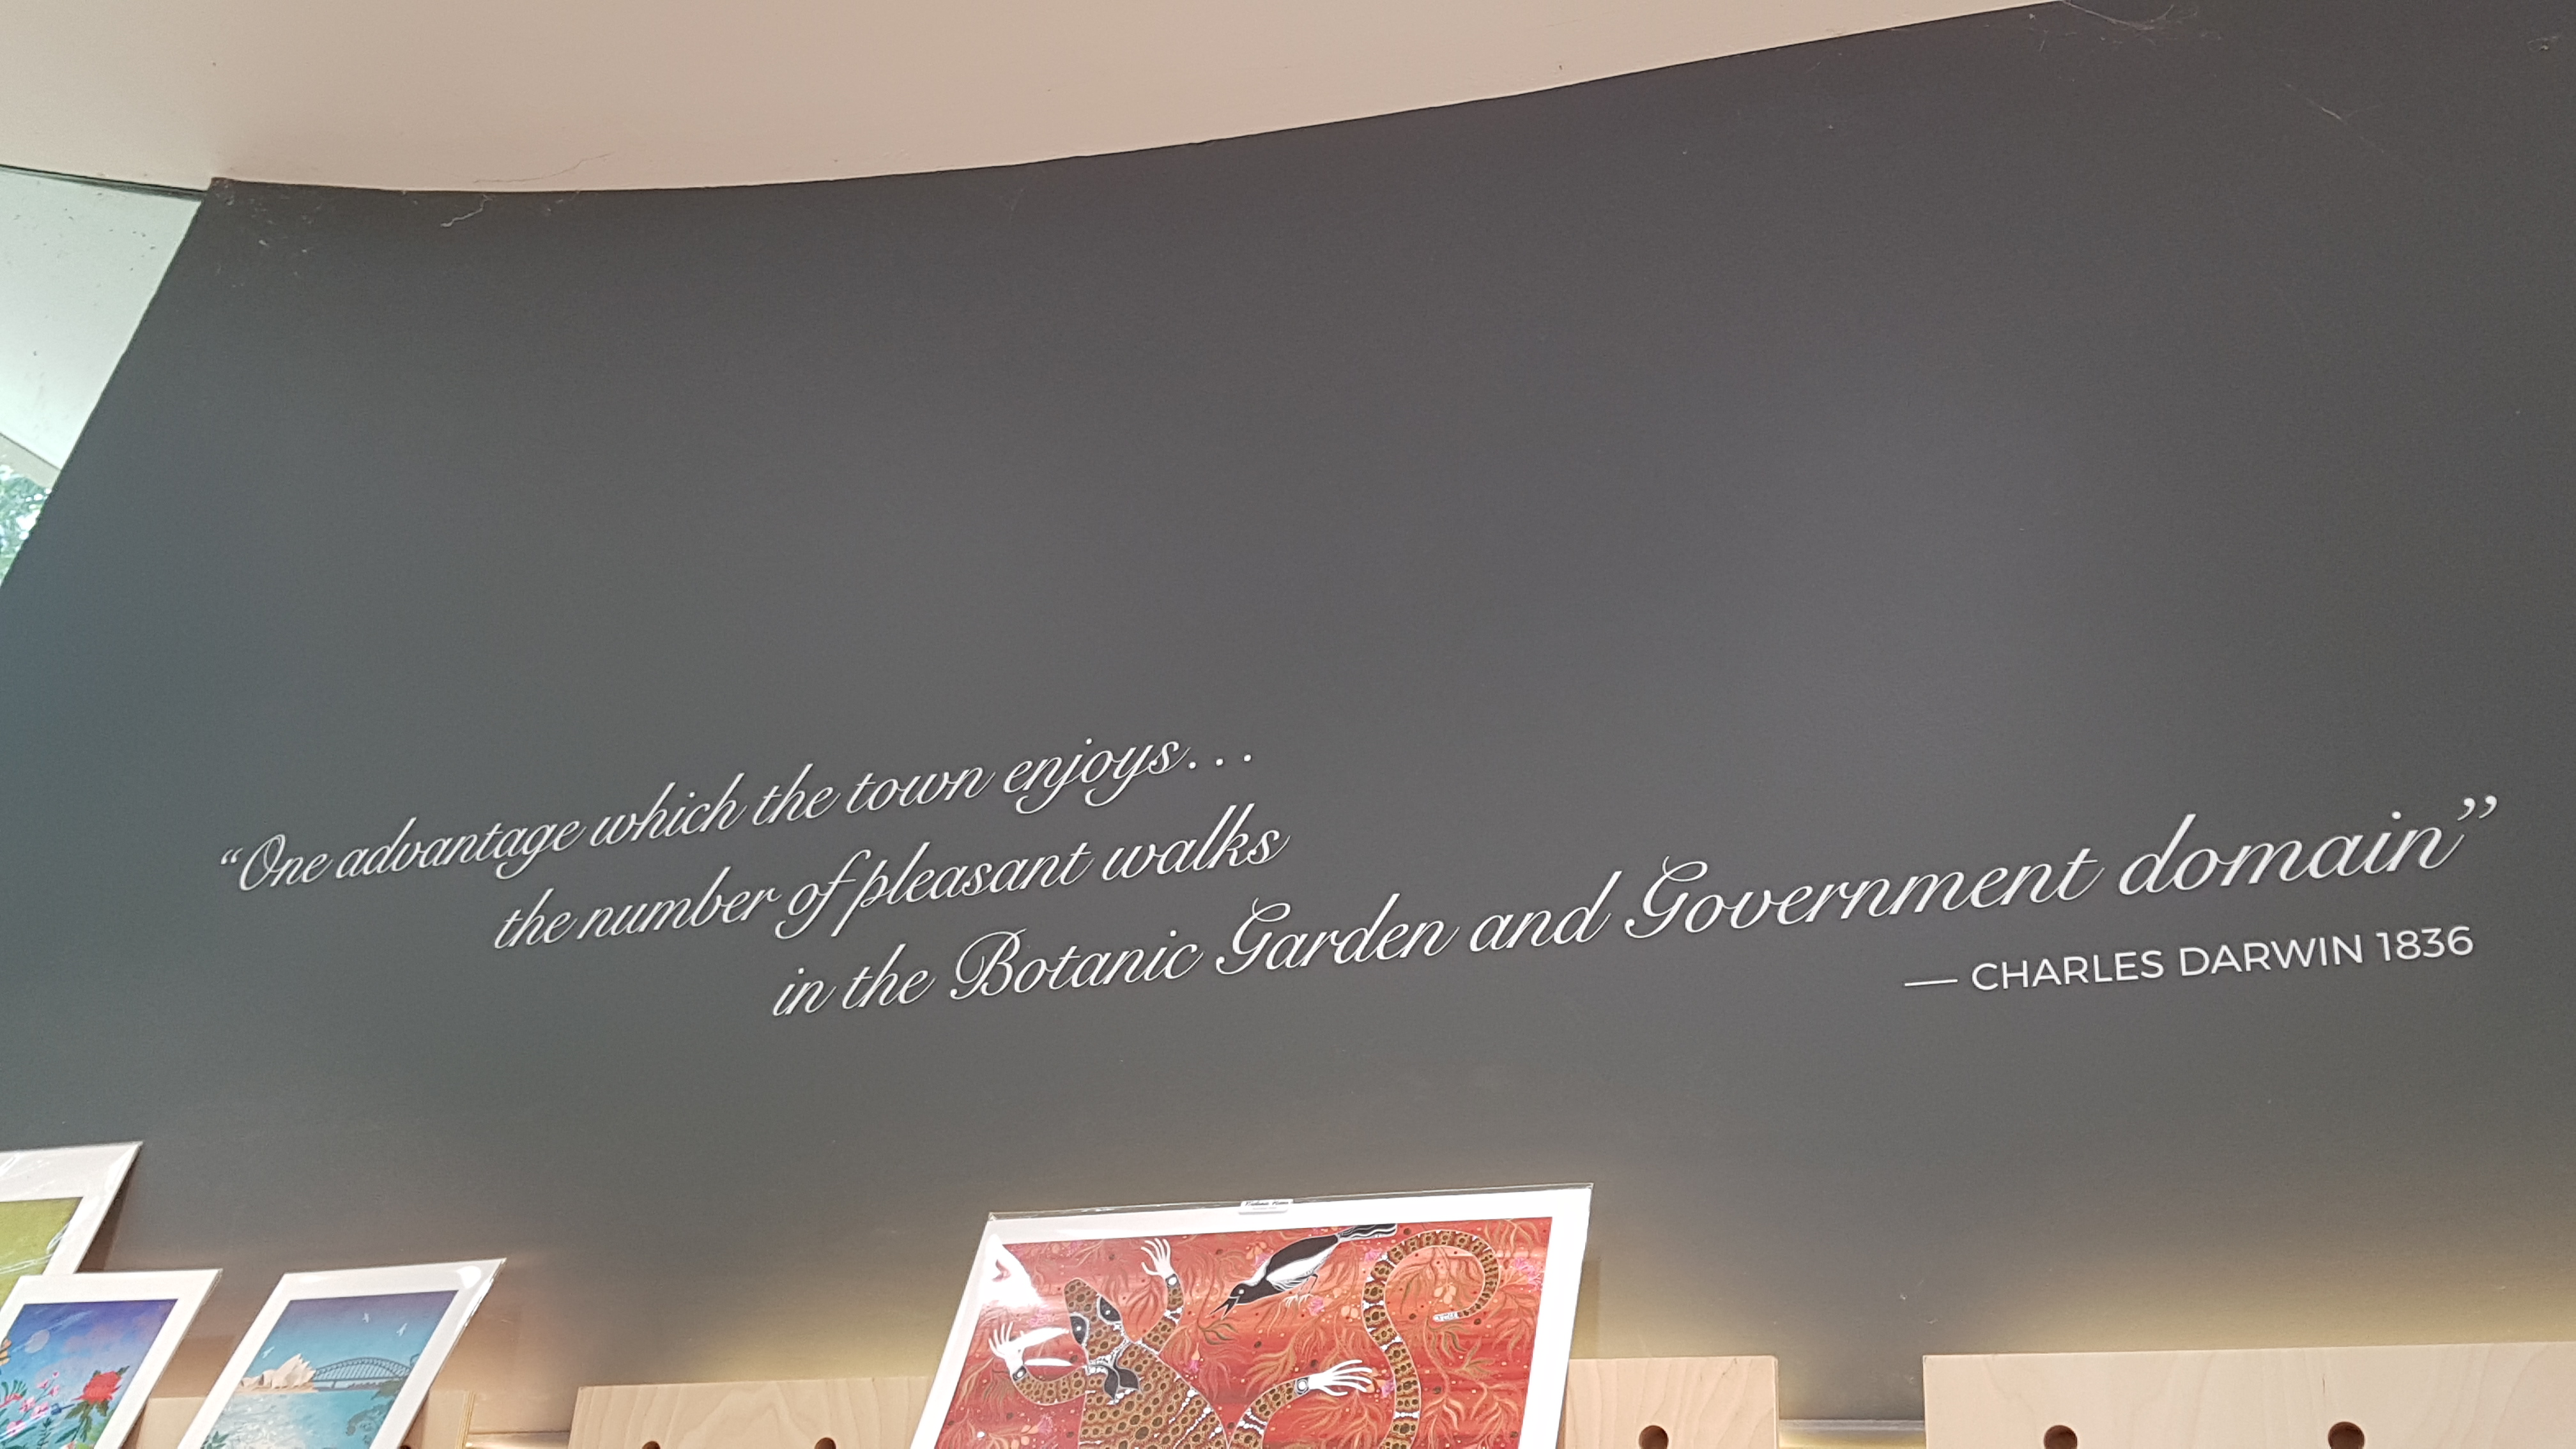 “One advantage which the town enjoys...
the number of pleasant walks
in the Botanic Garden and Government domain”
— CHARLES DARWIN 1836